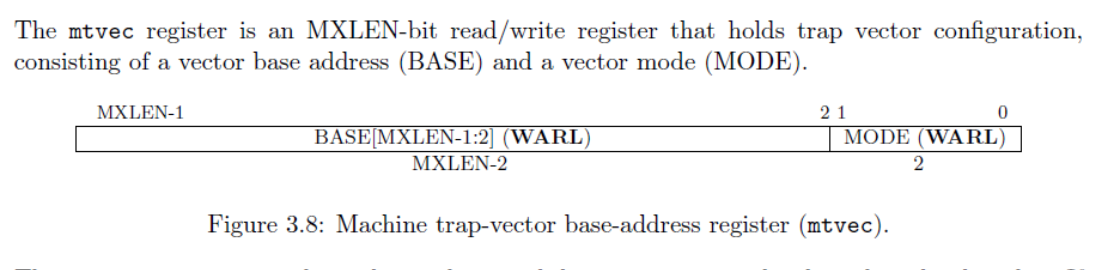 The mtvec register is an MXLEN-bit read/write register that holds trap vector configuration,
consisting of a vector base address (BASE) and a vector mode (MODE).
MXLEN-1 2 1 0
BASE[MXLEN-1:2] (WARL) MODE (WARL)
MXLEN-2 2
Figure 3.8: Machine trap-vector base-address register (mtvec).